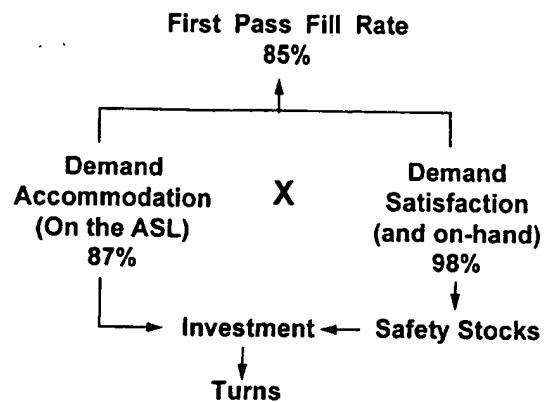 First Pass Fill Rate
85%
Demand
Accommodation
(On the ASL)
87%
X
Demand
Satisfaction
(and on-hand)
98%
Investment
Safety Stocks
Turns